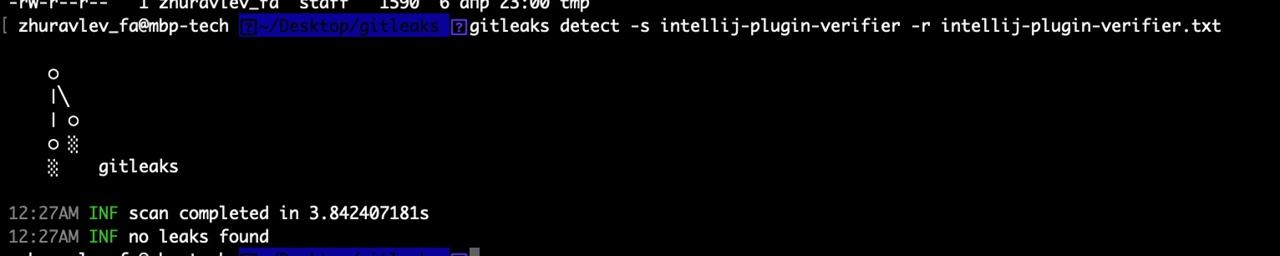 -rw-r--r-- 1 zhuravlev_fa staff 1590 6 апр 23:00 tmp
[ zhuravlev_fa@mbp-tech ~/Desktop/gitleaks gitleaks detect -s intellij-plugin-verifier -r intellij-plugin-verifier.txt
○
|╲
| ○
○ ░
░ gitleaks
12:27AM INF scan completed in 3.842407181s
12:27AM INF no leaks found